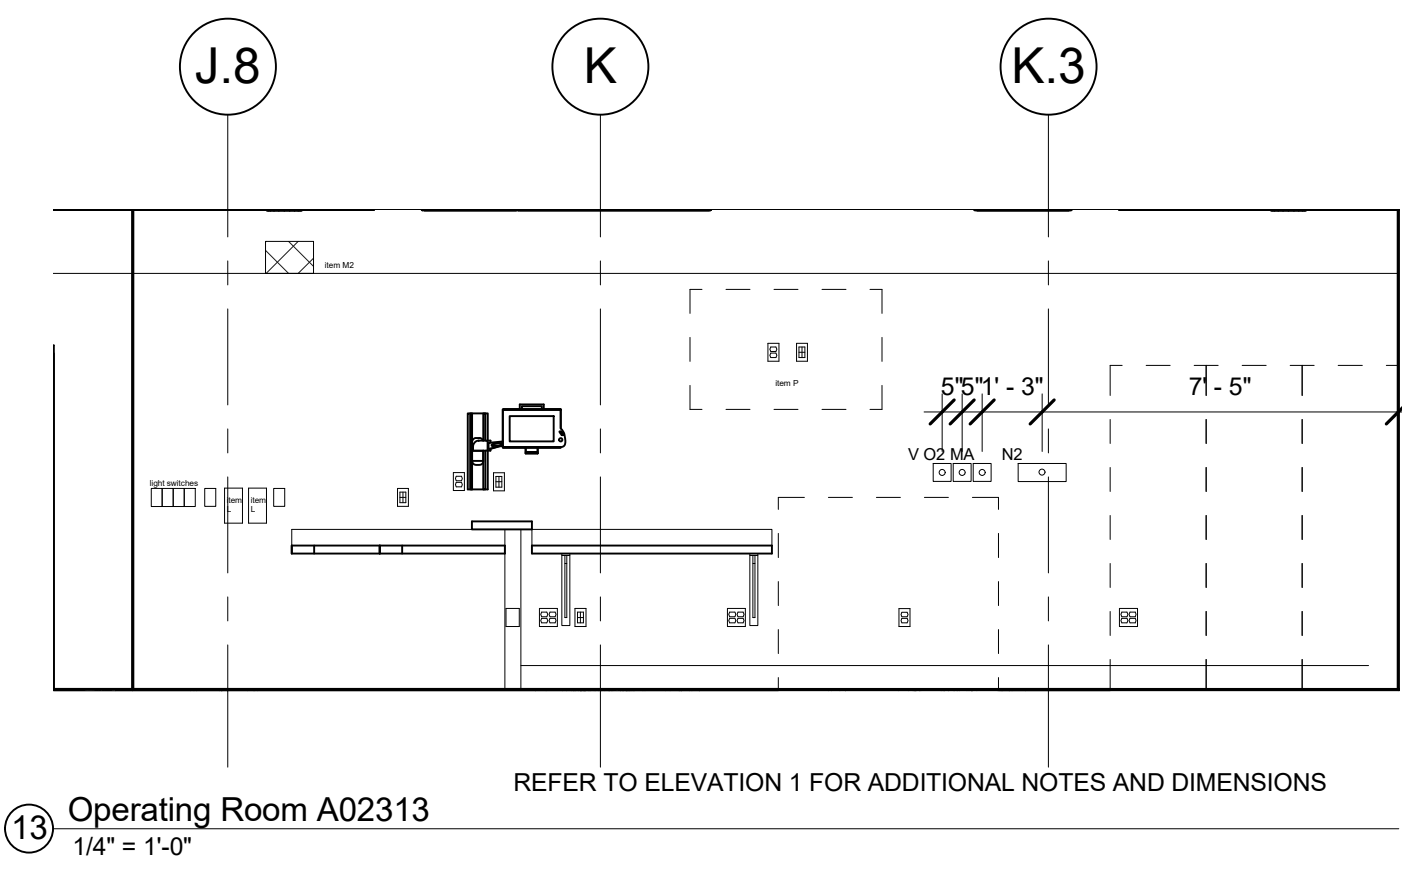 J.8 K K.3
item M2
item P
5" 5" 1' - 3" 7' - 5"
V O2 MA N2
light switches
item L item L
REFER TO ELEVATION 1 FOR ADDITIONAL NOTES AND DIMENSIONS
13 Operating Room A02313
1/4" = 1'-0"